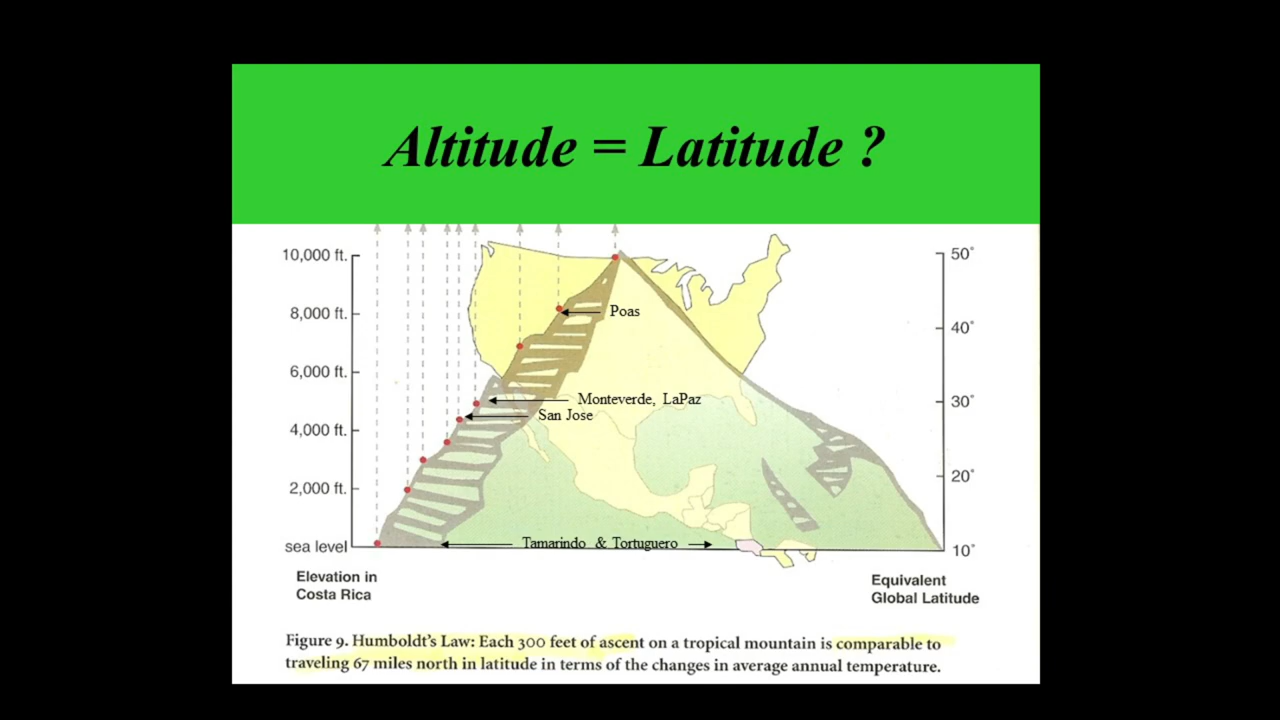 Altitude = Latitude ?
10,000 ft.
50°
8,000 ft.
Poas
40°
6,000 ft.
Monteverde, LaPaz
30°
San Jose
4,000 ft.
20°
2,000 ft.
sea level
Tamarindo & Tortuguero
10°
Elevation in
Costa Rica
Equivalent
Global Latitude
Figure 9. Humboldt's Law: Each 300 feet of ascent on a tropical mountain is comparable to
traveling 67 miles north in latitude in terms of the changes in average annual temperature.